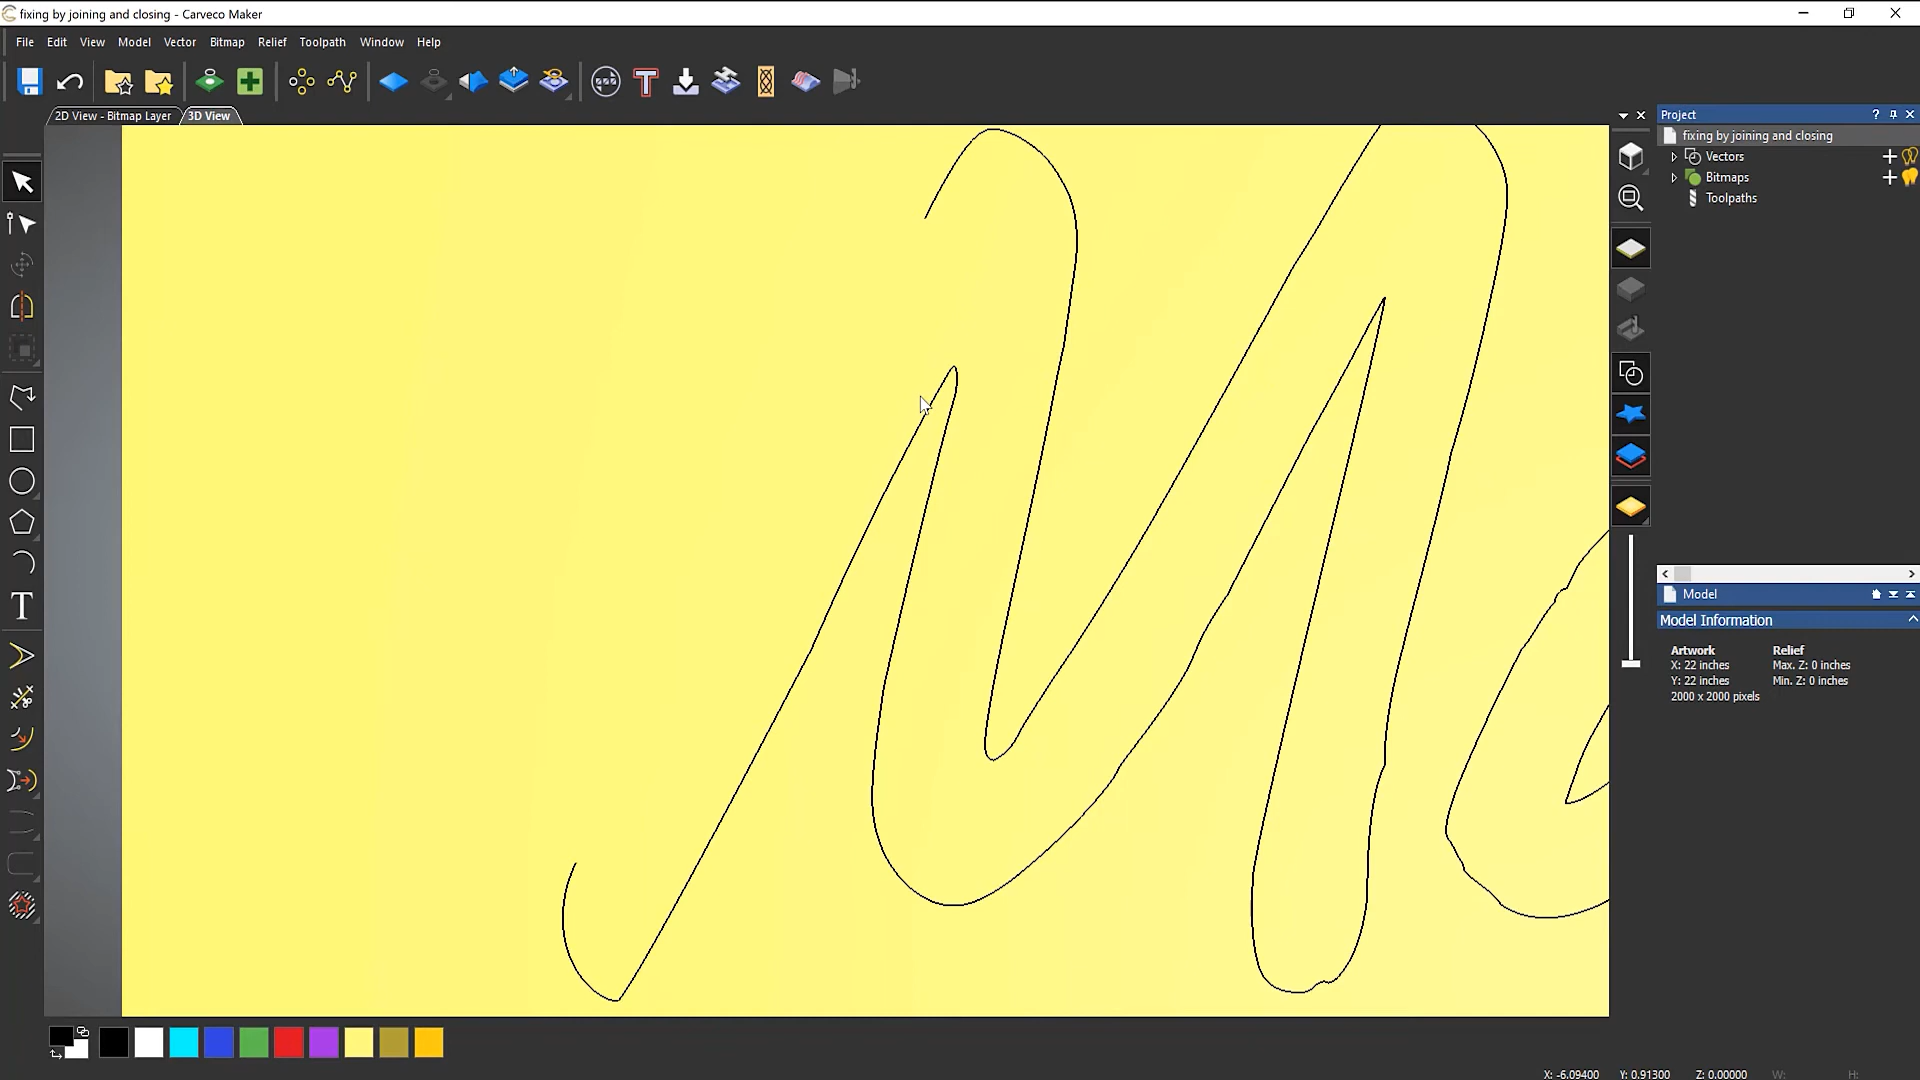 fixing by joining and closing - Carveco Maker
File Edit View Model Vector Bitmap Relief Toolpath Window Help
2D View - Bitmap Layer 3D View
Project
fixing by joining and closing
Vectors
Bitmaps
Toolpaths
Model
Model Information
Artwork Relief
X: 22 inches Max. Z: 0 inches
Y: 22 inches Min. Z: 0 inches
2000 x 2000 pixels
X: -6.09400 Y: 0.91300 Z: 0.00000 W: H: